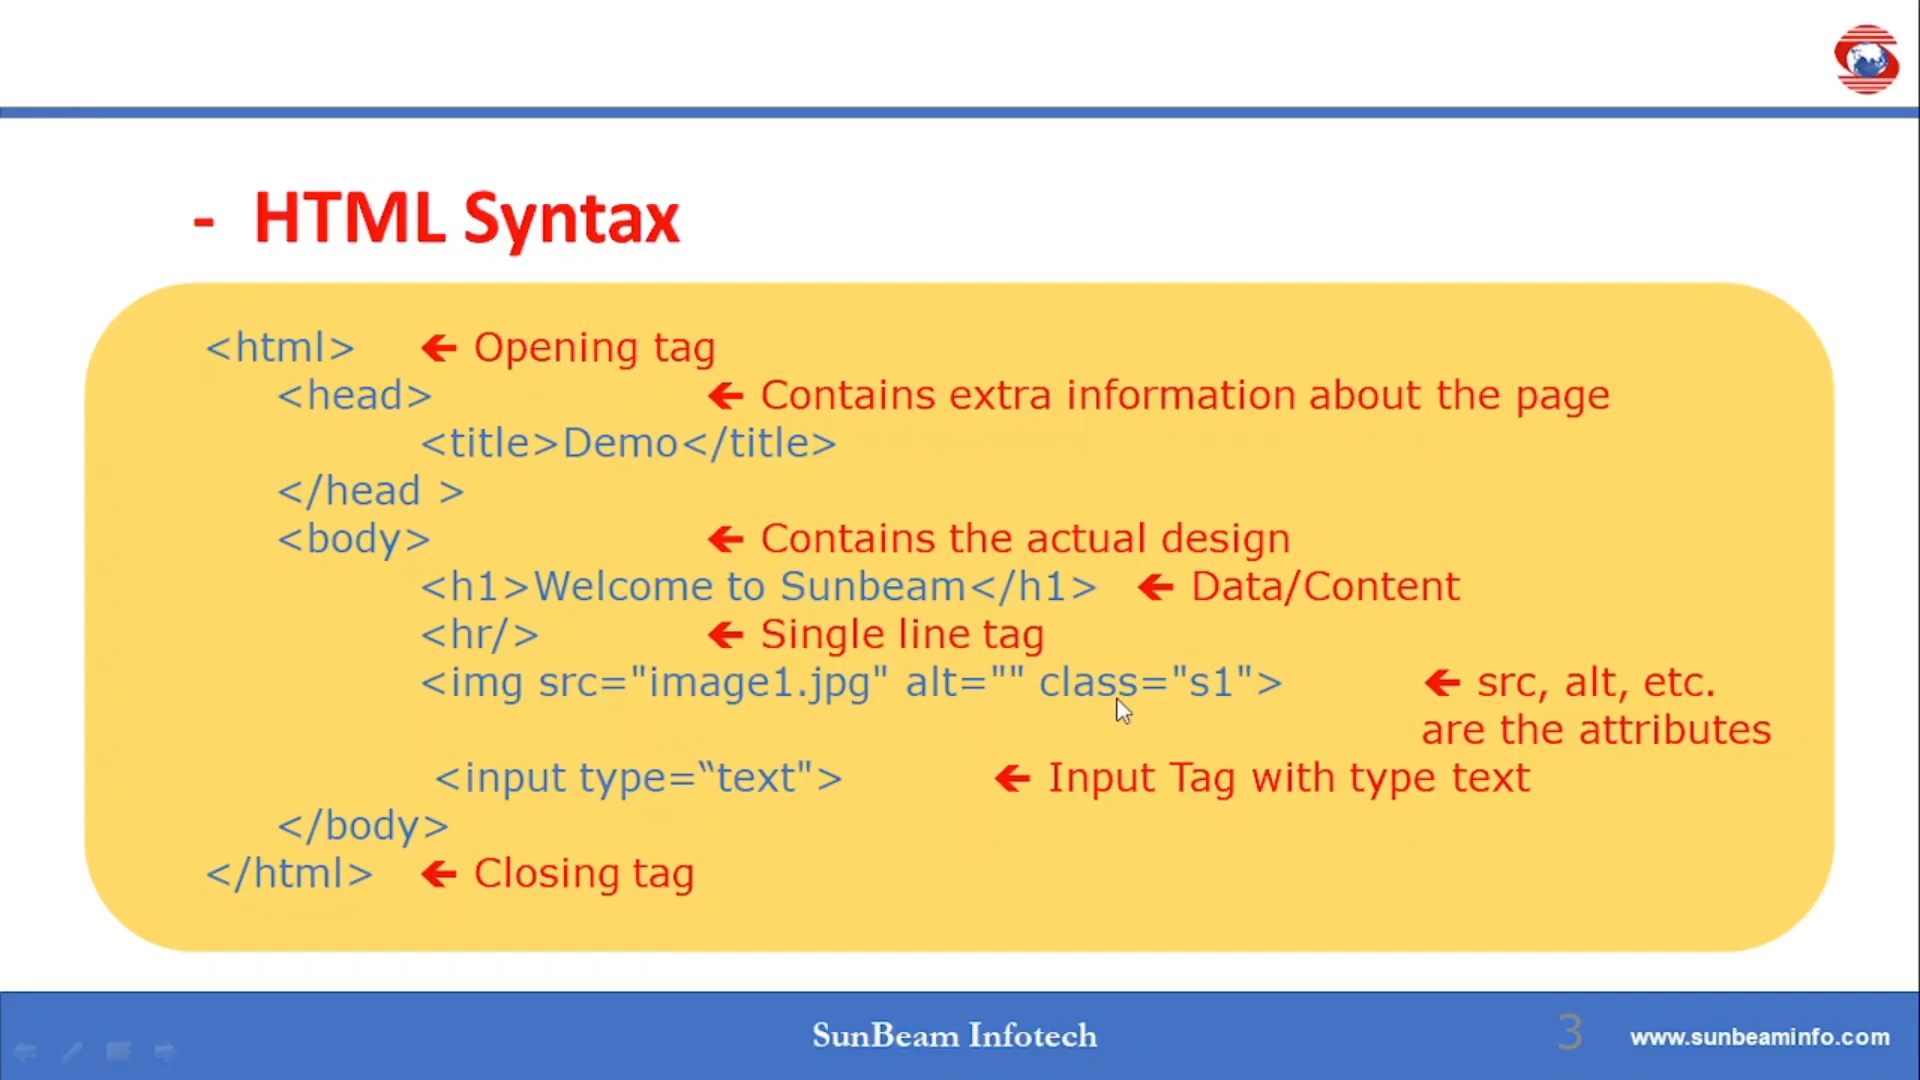 - HTML Syntax
<html> 🡸 Opening tag
<head> 🡸 Contains extra information about the page
<title>Demo</title>
</head >
<body> 🡸 Contains the actual design
<h1>Welcome to Sunbeam</h1> 🡸 Data/Content
<hr/> 🡸 Single line tag
<img src="image1.jpg" alt="" class="s1"> 🡸 src, alt, etc.
are the attributes
<input type=“text"> 🡸 Input Tag with type text
</body>
</html> 🡸 Closing tag
SunBeam Infotech 3 www.sunbeaminfo.com